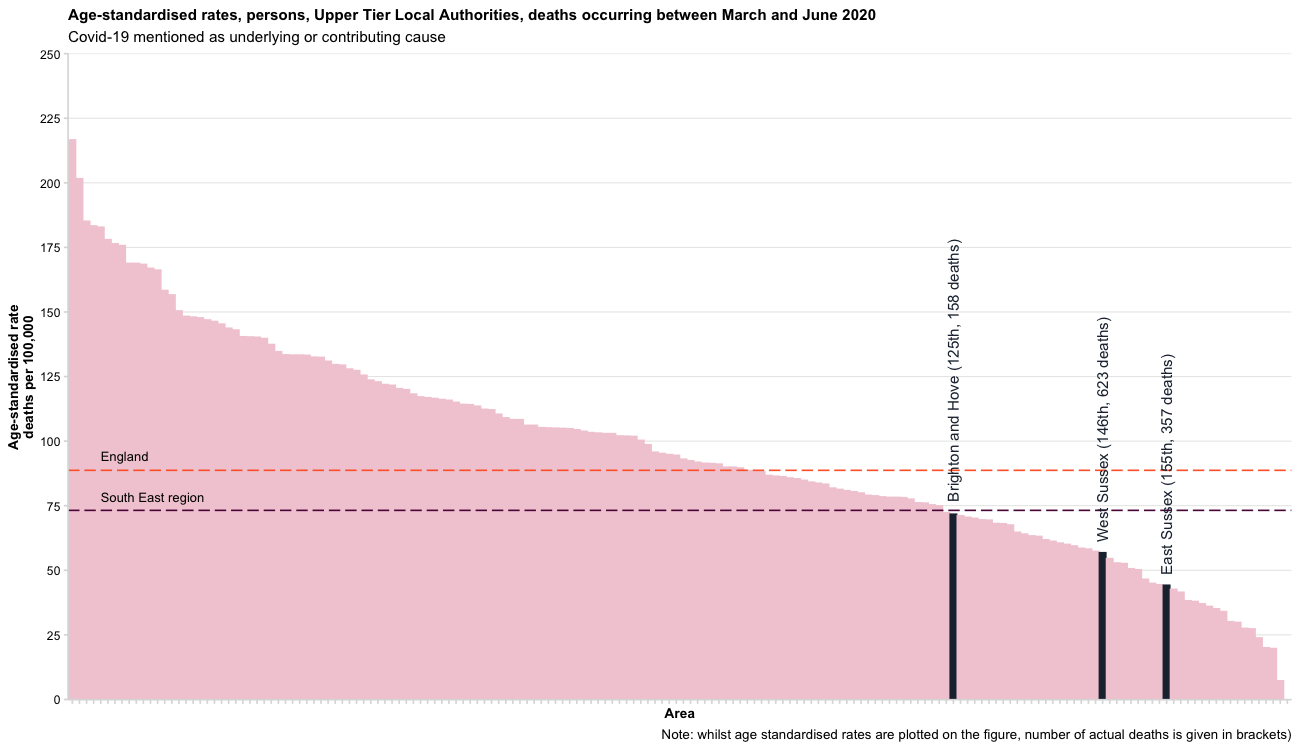 Age-standardised rates, persons, Upper Tier Local Authorities, deaths occurring between March and June 2020
Covid-19 mentioned as underlying or contributing cause
Age-standardised rate
deaths per 100,000
250
225
200
175
150
125
100
75
50
25
0
England
South East region
Brighton and Hove (125th, 158 deaths)
West Sussex (146th, 623 deaths)
East Sussex (155th, 357 deaths)
Area
Note: whilst age standardised rates are plotted on the figure, number of actual deaths is given in brackets)